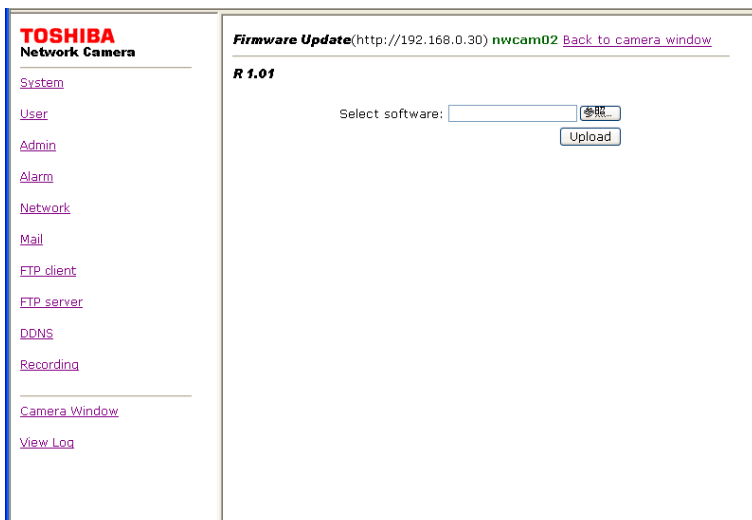 TOSHIBA
Network Camera
System
User
Admin
Alarm
Network
Mail
FTP client
FTP server
DDNS
Recording
Camera Window
View Log
Firmware Update(http://192.168.0.30) nwcam02 Back to camera window
R 1.01
Select software: 参照...
Upload